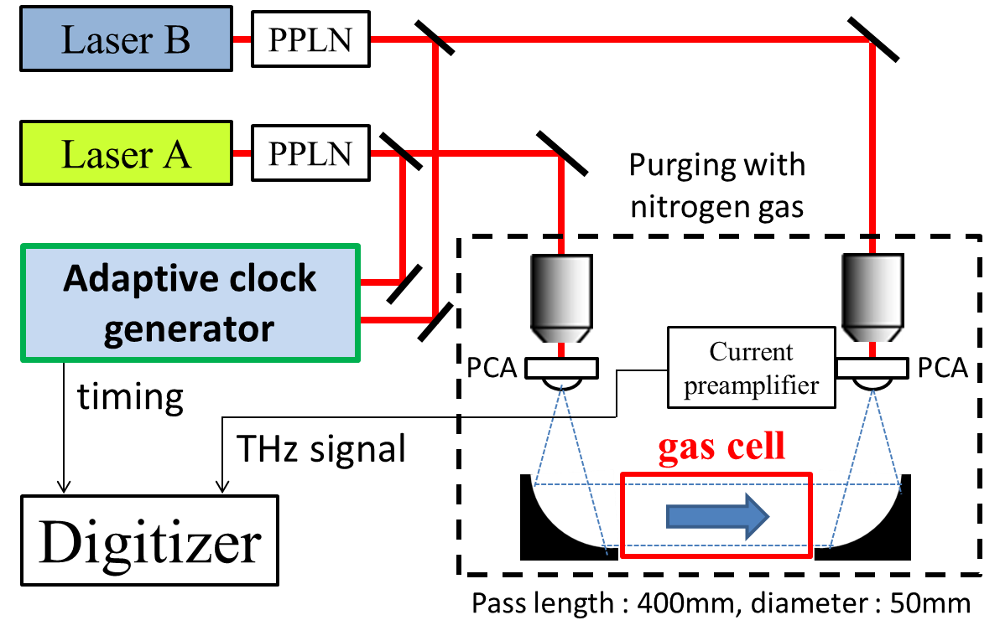 Laser B
PPLN
Laser A
PPLN
Purging with
nitrogen gas
Adaptive clock
generator
PCA
Current
preamplifier
PCA
timing
THz signal
gas cell
Digitizer
Pass length : 400mm, diameter : 50mm